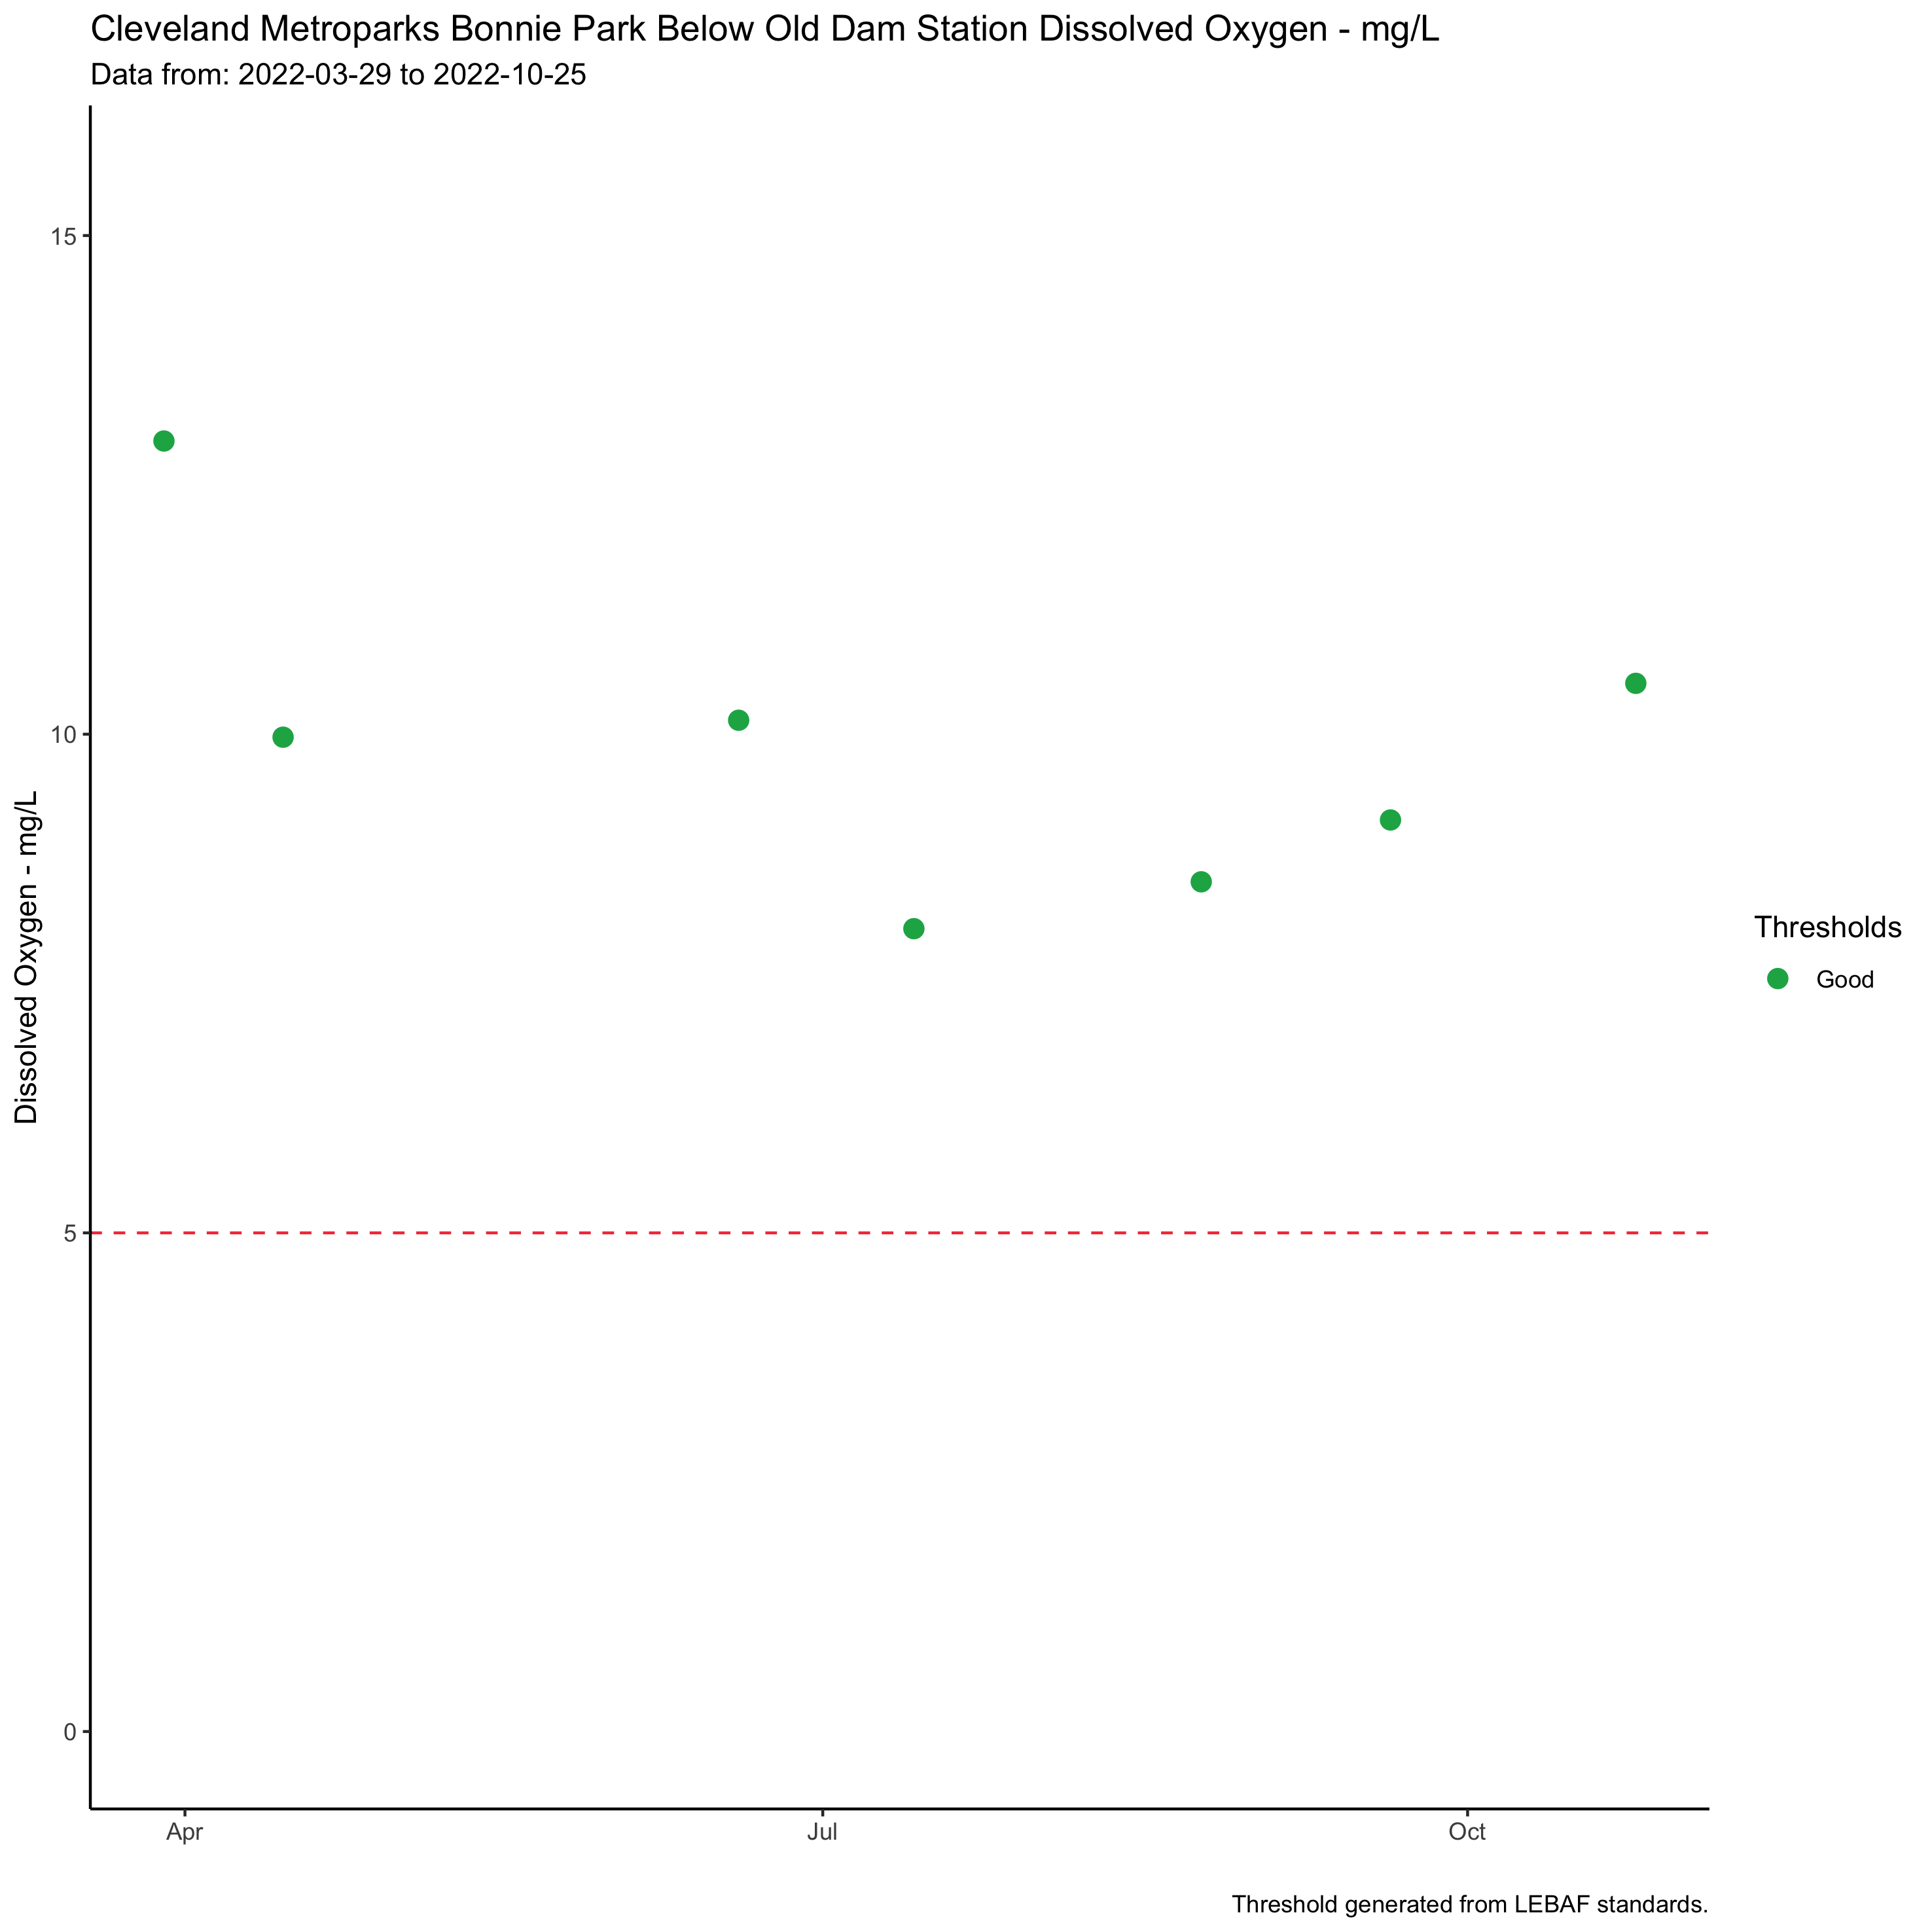 Cleveland Metroparks Bonnie Park Below Old Dam Station Dissolved Oxygen - mg/L
Data from: 2022-03-29 to 2022-10-25
Dissolved Oxygen - mg/L
15
10
5
0
Apr
Jul
Oct
Thresholds
Good
Threshold generated from LEBAF standards.